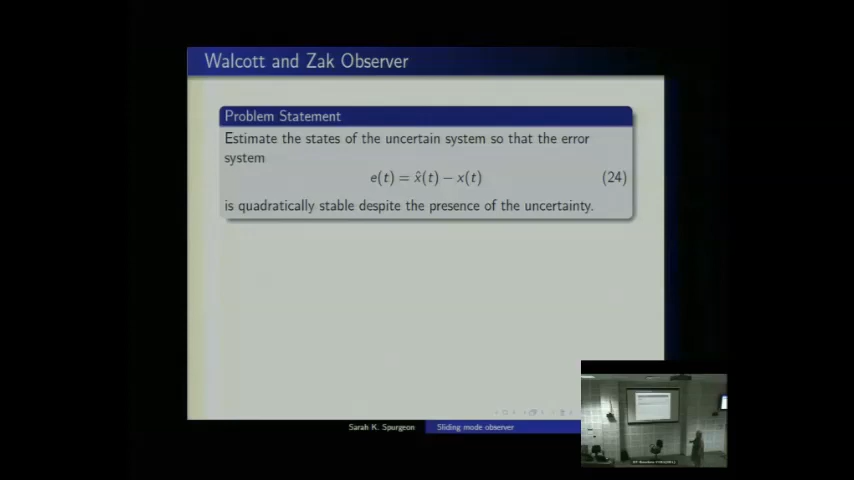 Walcott and Zak Observer
Problem Statement
Estimate the states of the uncertain system so that the error
system
e(t) = x̂(t) − x(t) (24)
is quadratically stable despite the presence of the uncertainty.
Sarah K. Spurgeon Sliding mode observer